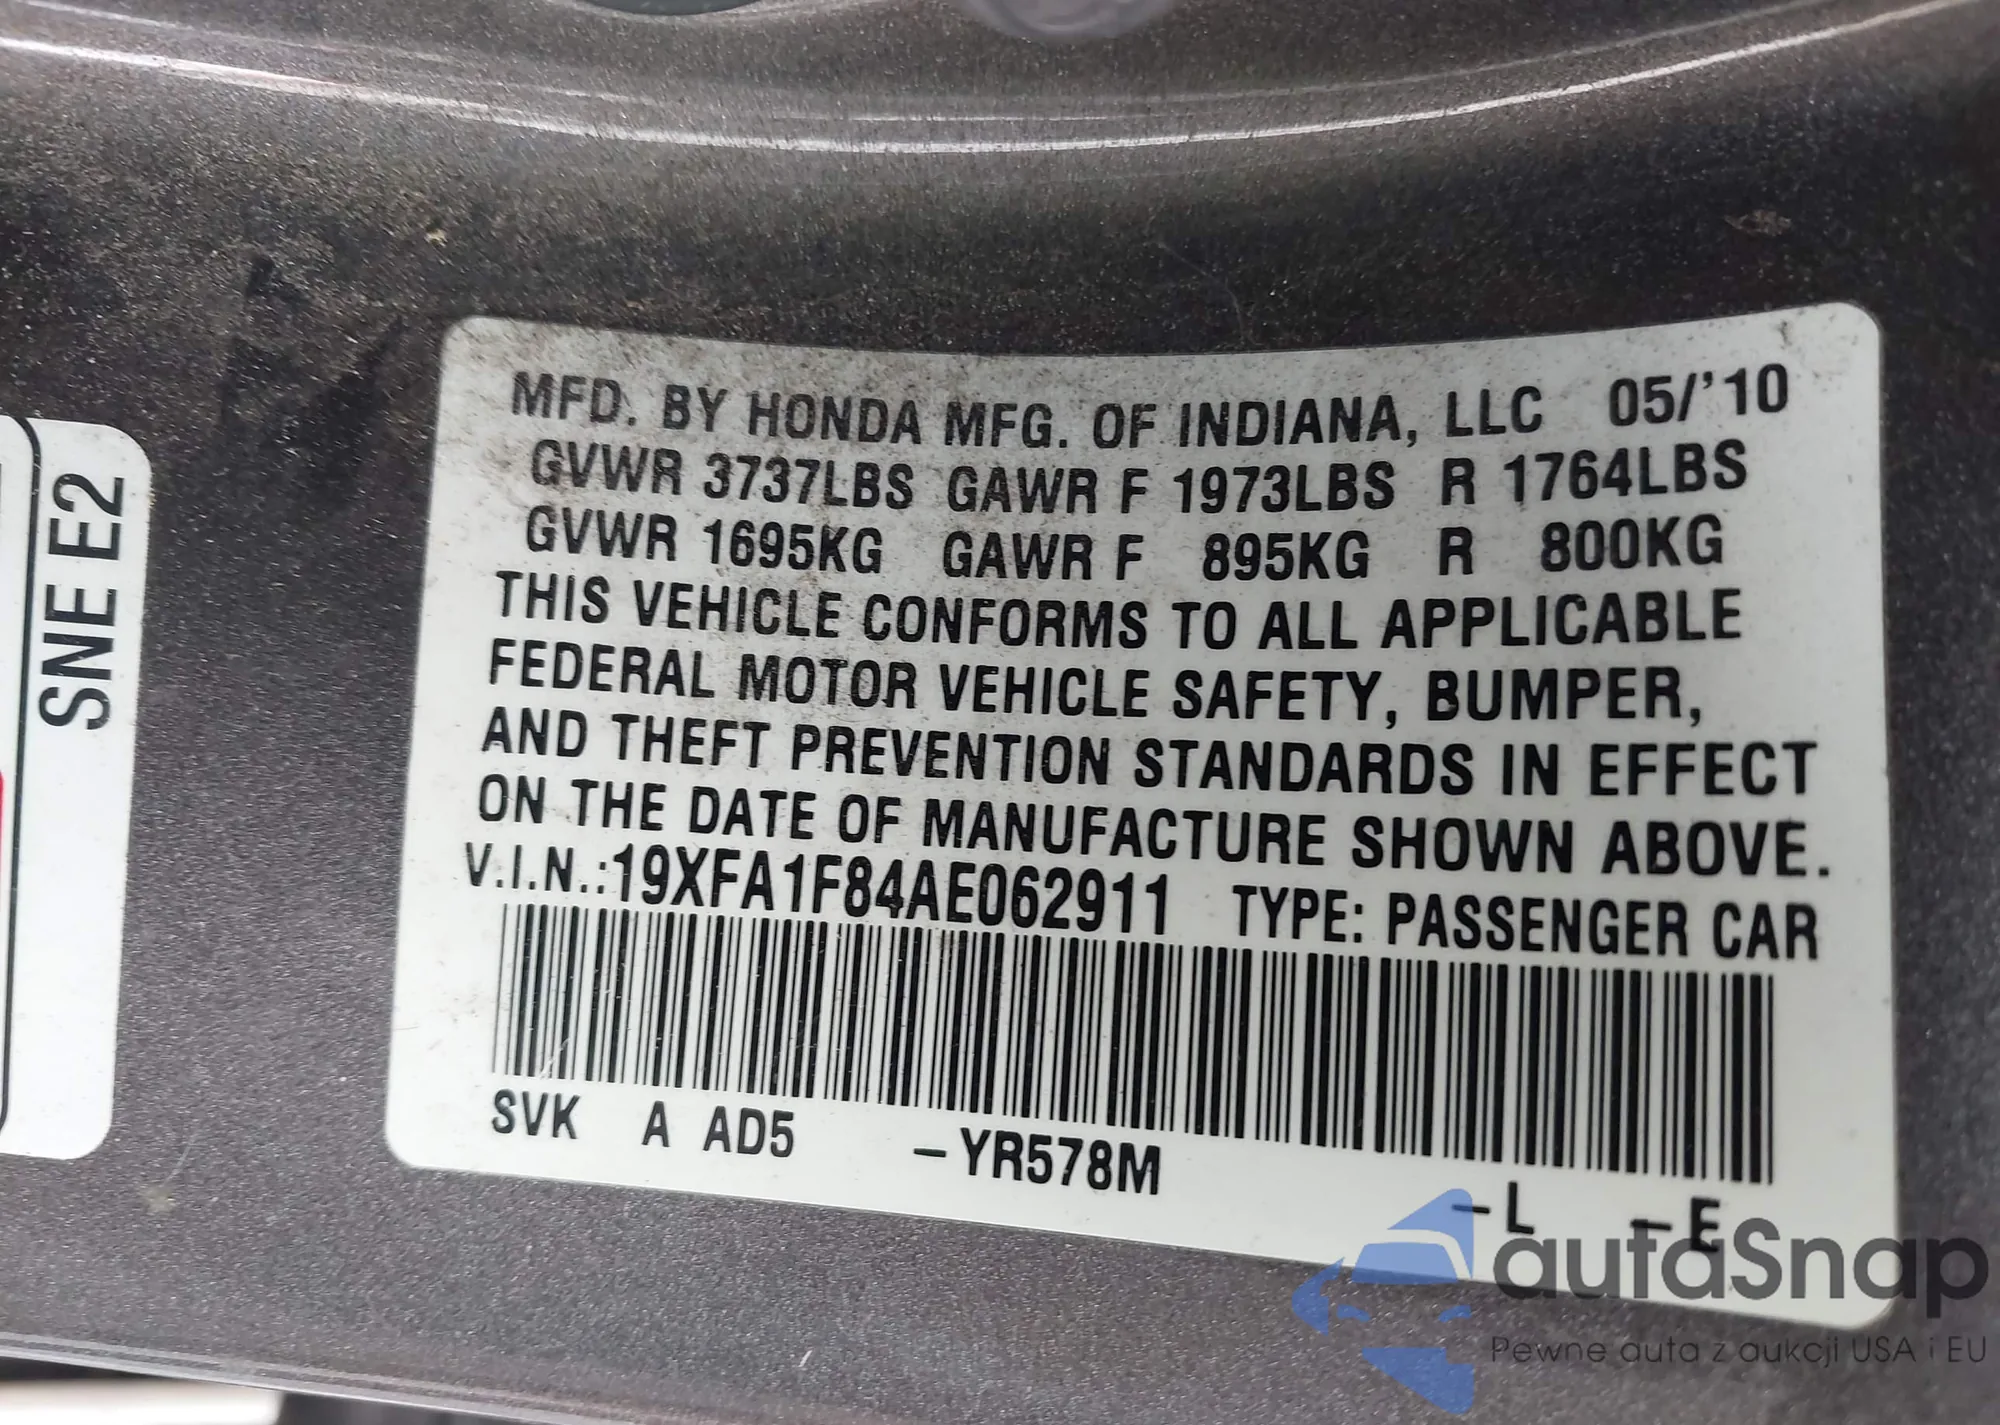 SNE E2
MFD. BY HONDA MFG. OF INDIANA, LLC 05/'10
GVWR 3737LBS GAWR F 1973LBS R 1764LBS
GVWR 1695KG GAWR F 895KG R 800KG
THIS VEHICLE CONFORMS TO ALL APPLICABLE
FEDERAL MOTOR VEHICLE SAFETY, BUMPER,
AND THEFT PREVENTION STANDARDS IN EFFECT
ON THE DATE OF MANUFACTURE SHOWN ABOVE.
V.I.N.:19XFA1F84AE062911 TYPE: PASSENGER CAR
SVK A AD5 -YR578M -L -E
autaSnap
Pewne auta z aukcji USA i EU